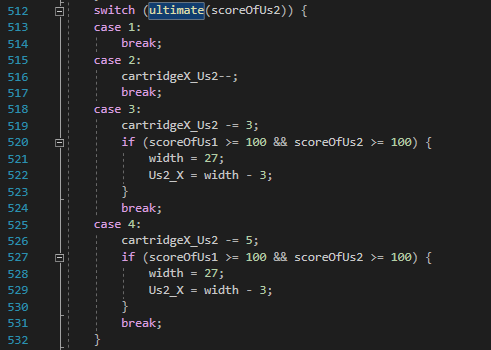 512 switch (ultimate(scoreOfUs2)) {
513 case 1:
514 break;
515 case 2:
516 cartridgeX_Us2--;
517 break;
518 case 3:
519 cartridgeX_Us2 -= 3;
520 if (scoreOfUs1 >= 100 && scoreOfUs2 >= 100) {
521 width = 27;
522 Us2_X = width - 3;
523 }
524 break;
525 case 4:
526 cartridgeX_Us2 -= 5;
527 if (scoreOfUs1 >= 100 && scoreOfUs2 >= 100) {
528 width = 27;
529 Us2_X = width - 3;
530 }
531 break;
532 }